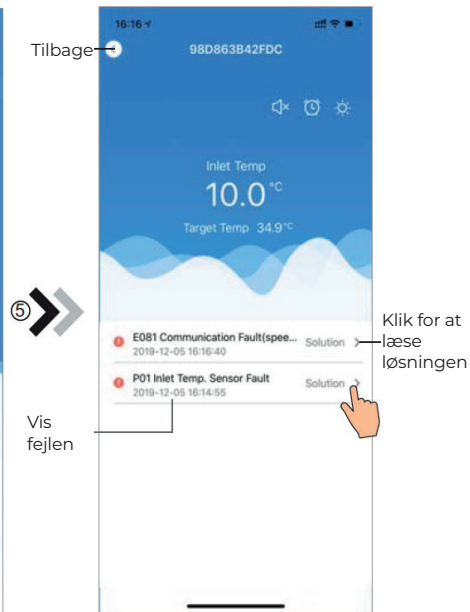 16:16
Tilbage
98D863B42FDC
Inlet Temp
10.0°C
Target Temp 34.9°C
⑤
E081 Communication Fault(spee...
Solution
2019-12-05 16:16:40
Klik for at
læse
løsningen
P01 Inlet Temp. Sensor Fault
Solution
2019-12-05 16:14:55
Vis
fejlen